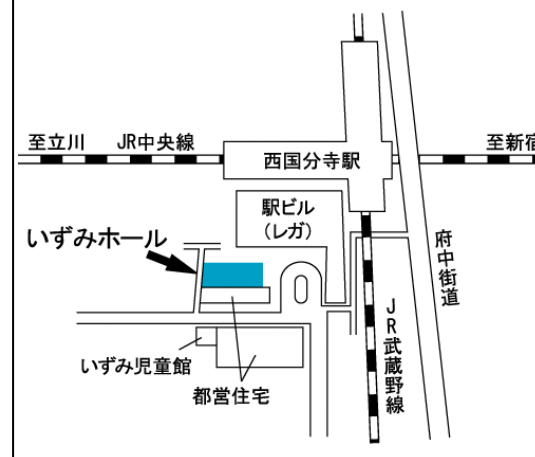 至立川
JR中央線
西国分寺駅
至新宿
駅ビル
(レガ)
いずみホール
府中街道
JR武蔵野線
いずみ児童館
都営住宅